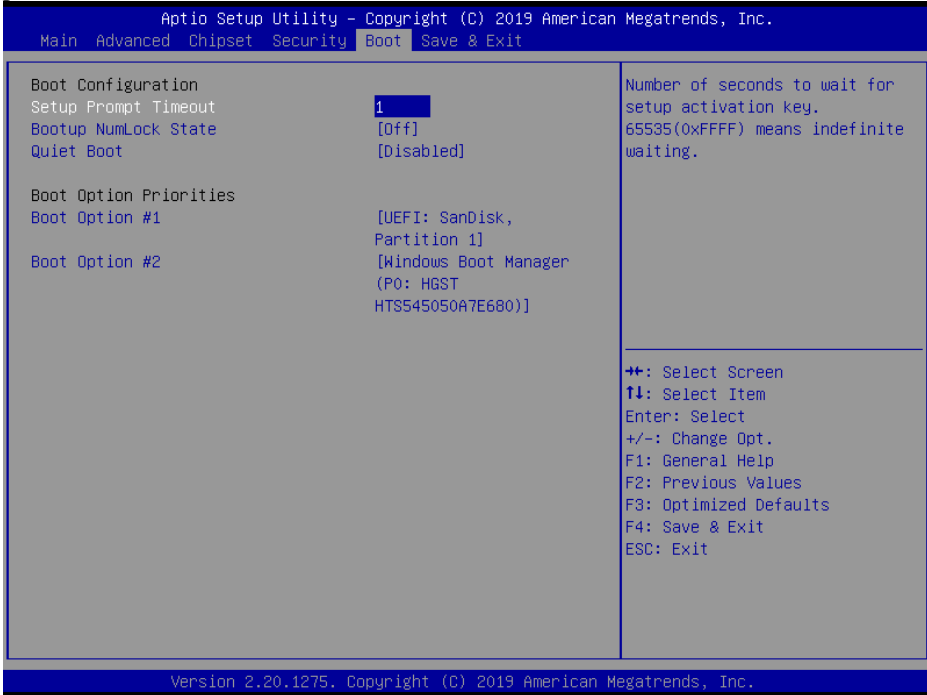 Aptio Setup Utility – Copyright (C) 2019 American Megatrends, Inc.
Main Advanced Chipset Security Boot Save & Exit
Boot Configuration
Setup Prompt Timeout 1
Bootup NumLock State [Off]
Quiet Boot [Disabled]
Boot Option Priorities
Boot Option #1 [UEFI: SanDisk,
Partition 1]
Boot Option #2 [Windows Boot Manager
(P0: HGST
HTS545050A7E680)]
Number of seconds to wait for
setup activation key.
65535(0xFFFF) means indefinite
waiting.
→←: Select Screen
↑↓: Select Item
Enter: Select
+/-: Change Opt.
F1: General Help
F2: Previous Values
F3: Optimized Defaults
F4: Save & Exit
ESC: Exit
Version 2.20.1275. Copyright (C) 2019 American Megatrends, Inc.